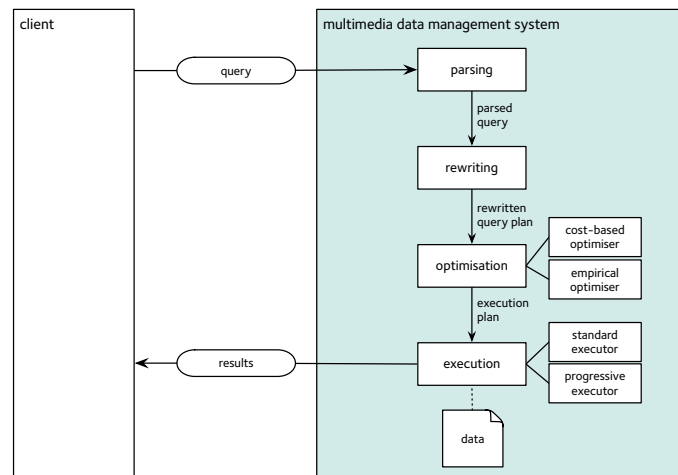 client
multimedia data management system
query
parsing
parsed
query
rewriting
rewritten
query plan
cost-based
optimiser
optimisation
empirical
optimiser
execution
plan
standard
executor
results
execution
progressive
executor
data